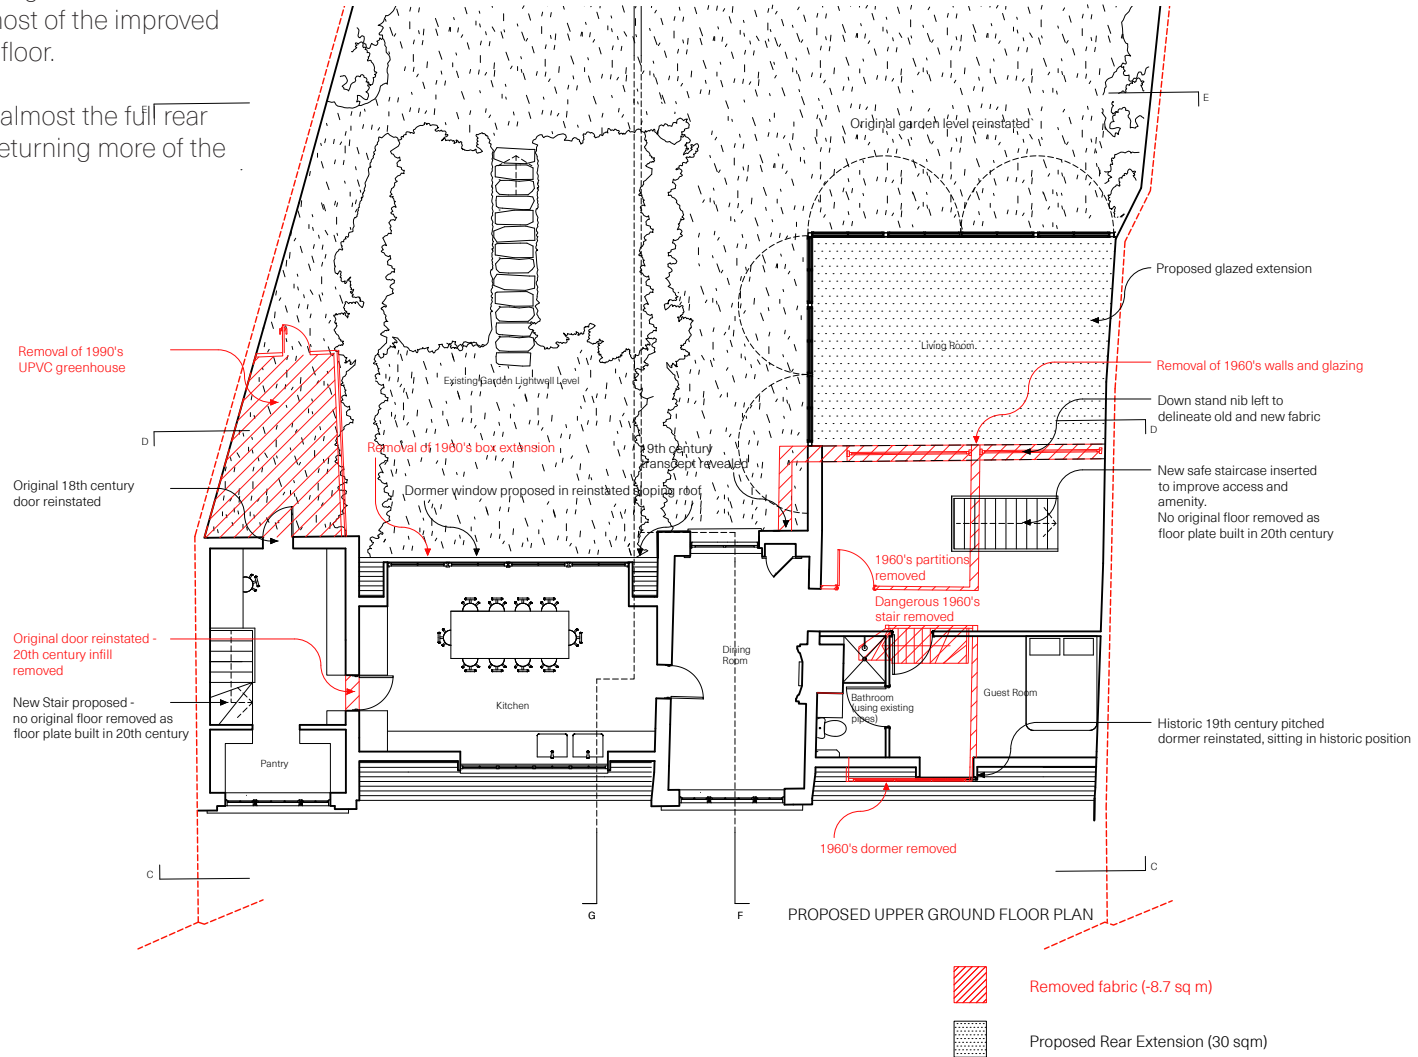 most of the improved
floor.
almost the full rear
returning more of the
E
E
Original garden level reinstated
Proposed glazed extension
Living Room
Removal of 1990's
UPVC greenhouse
Removal of 1960's walls and glazing
Existing Garden Lightwell Level
Down stand nib left to
delineate old and new fabric
D
D
Removal of 1960's box extension
19th century
transcept revealed
Dormer window proposed in reinstated sloping roof
Original 18th century
door reinstated
New safe staircase inserted
to improve access and
amenity.
No original floor removed as
floor plate built in 20th century
1960's partitions
removed
Dangerous 1960's
stair removed
Original door reinstated -
20th century infill
removed
Dining
Room
Guest Room
Bathroom
(using existing
pipes)
New Stair proposed -
no original floor removed as
floor plate built in 20th century
Kitchen
Historic 19th century pitched
dormer reinstated, sitting in historic position
Pantry
1960's dormer removed
C
C
G
F
PROPOSED UPPER GROUND FLOOR PLAN
Removed fabric (-8.7 sq m)
Proposed Rear Extension (30 sqm)